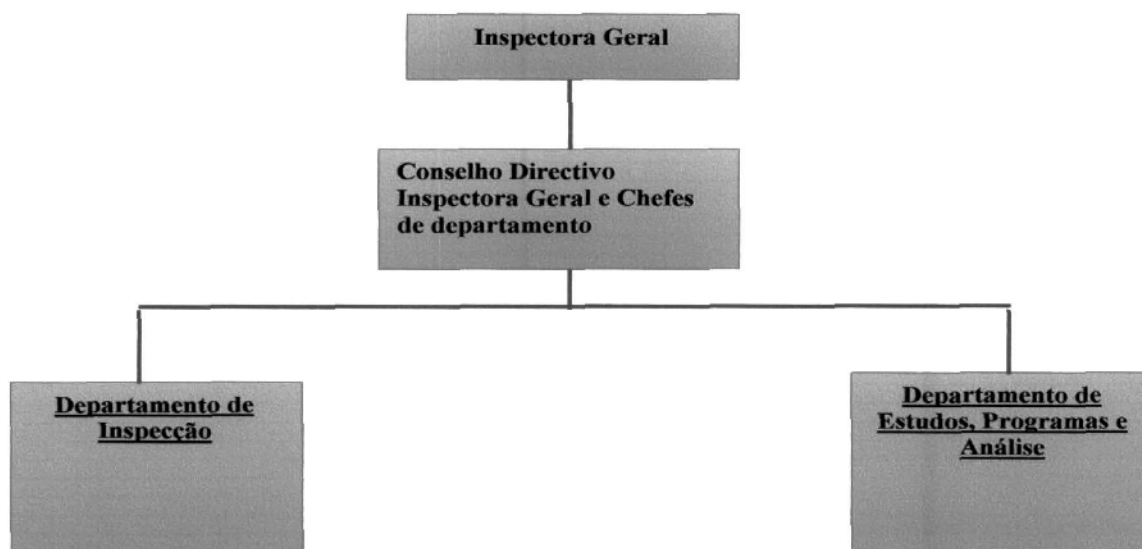 Inspectora Geral
Conselho Directivo
Inspectora Geral e Chefes
de departamento
Departamento de
Inspecção
Departamento de
Estudos, Programas e
Análise